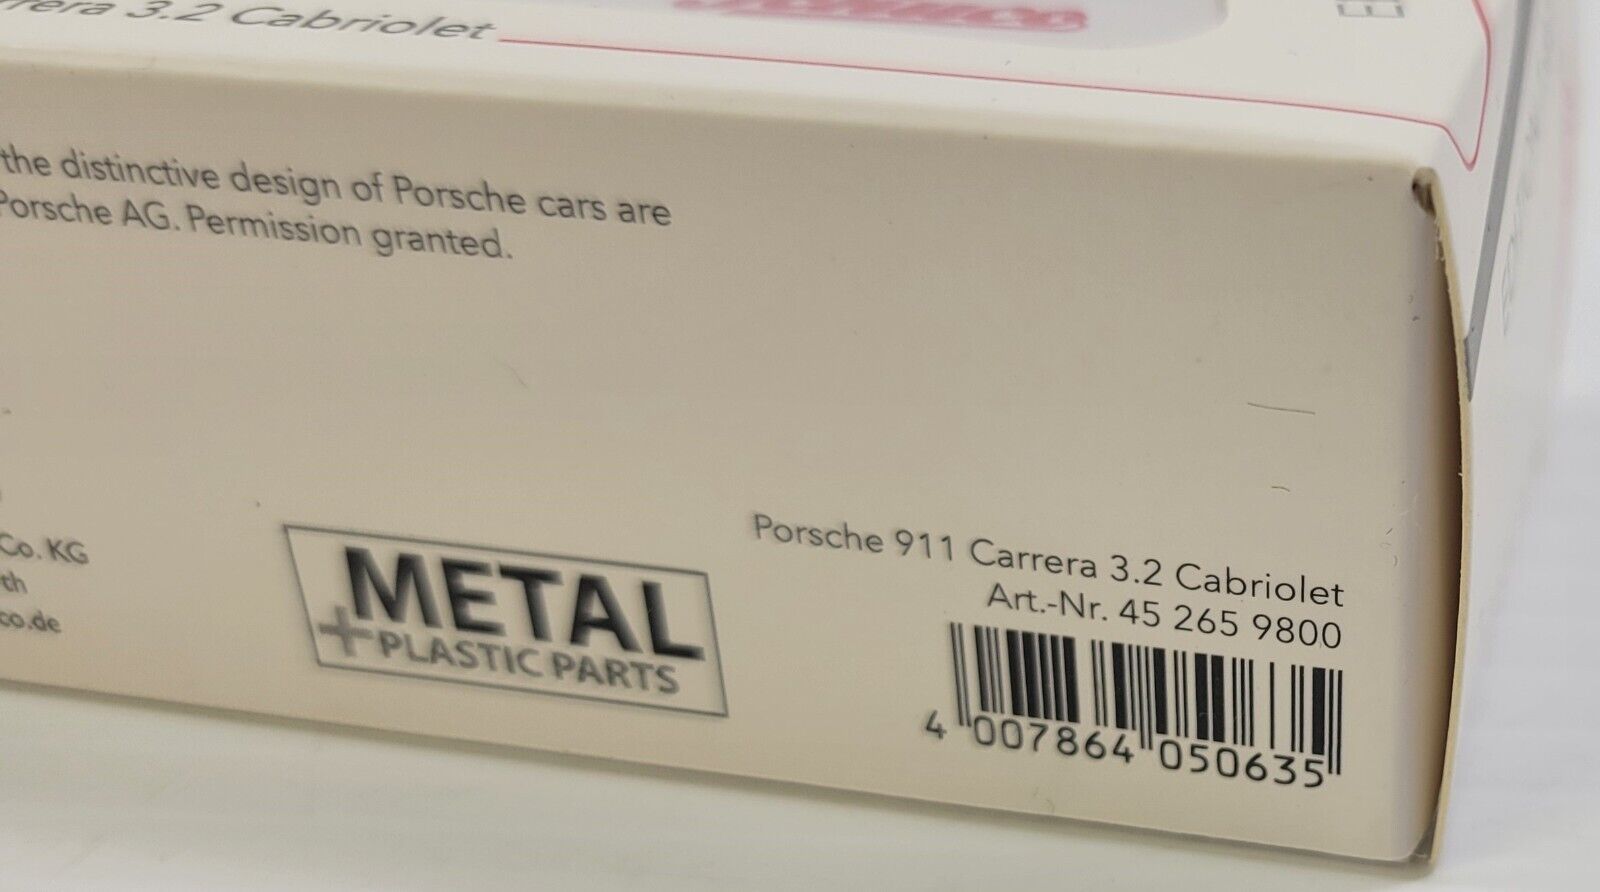 rrera 3.2 Cabriolet
the distinctive design of Porsche cars are
Porsche AG. Permission granted.
Co. KG
th
co.de
METAL
+PLASTIC PARTS
Porsche 911 Carrera 3.2 Cabriolet
Art.-Nr. 45 265 9800
4 007864 050635